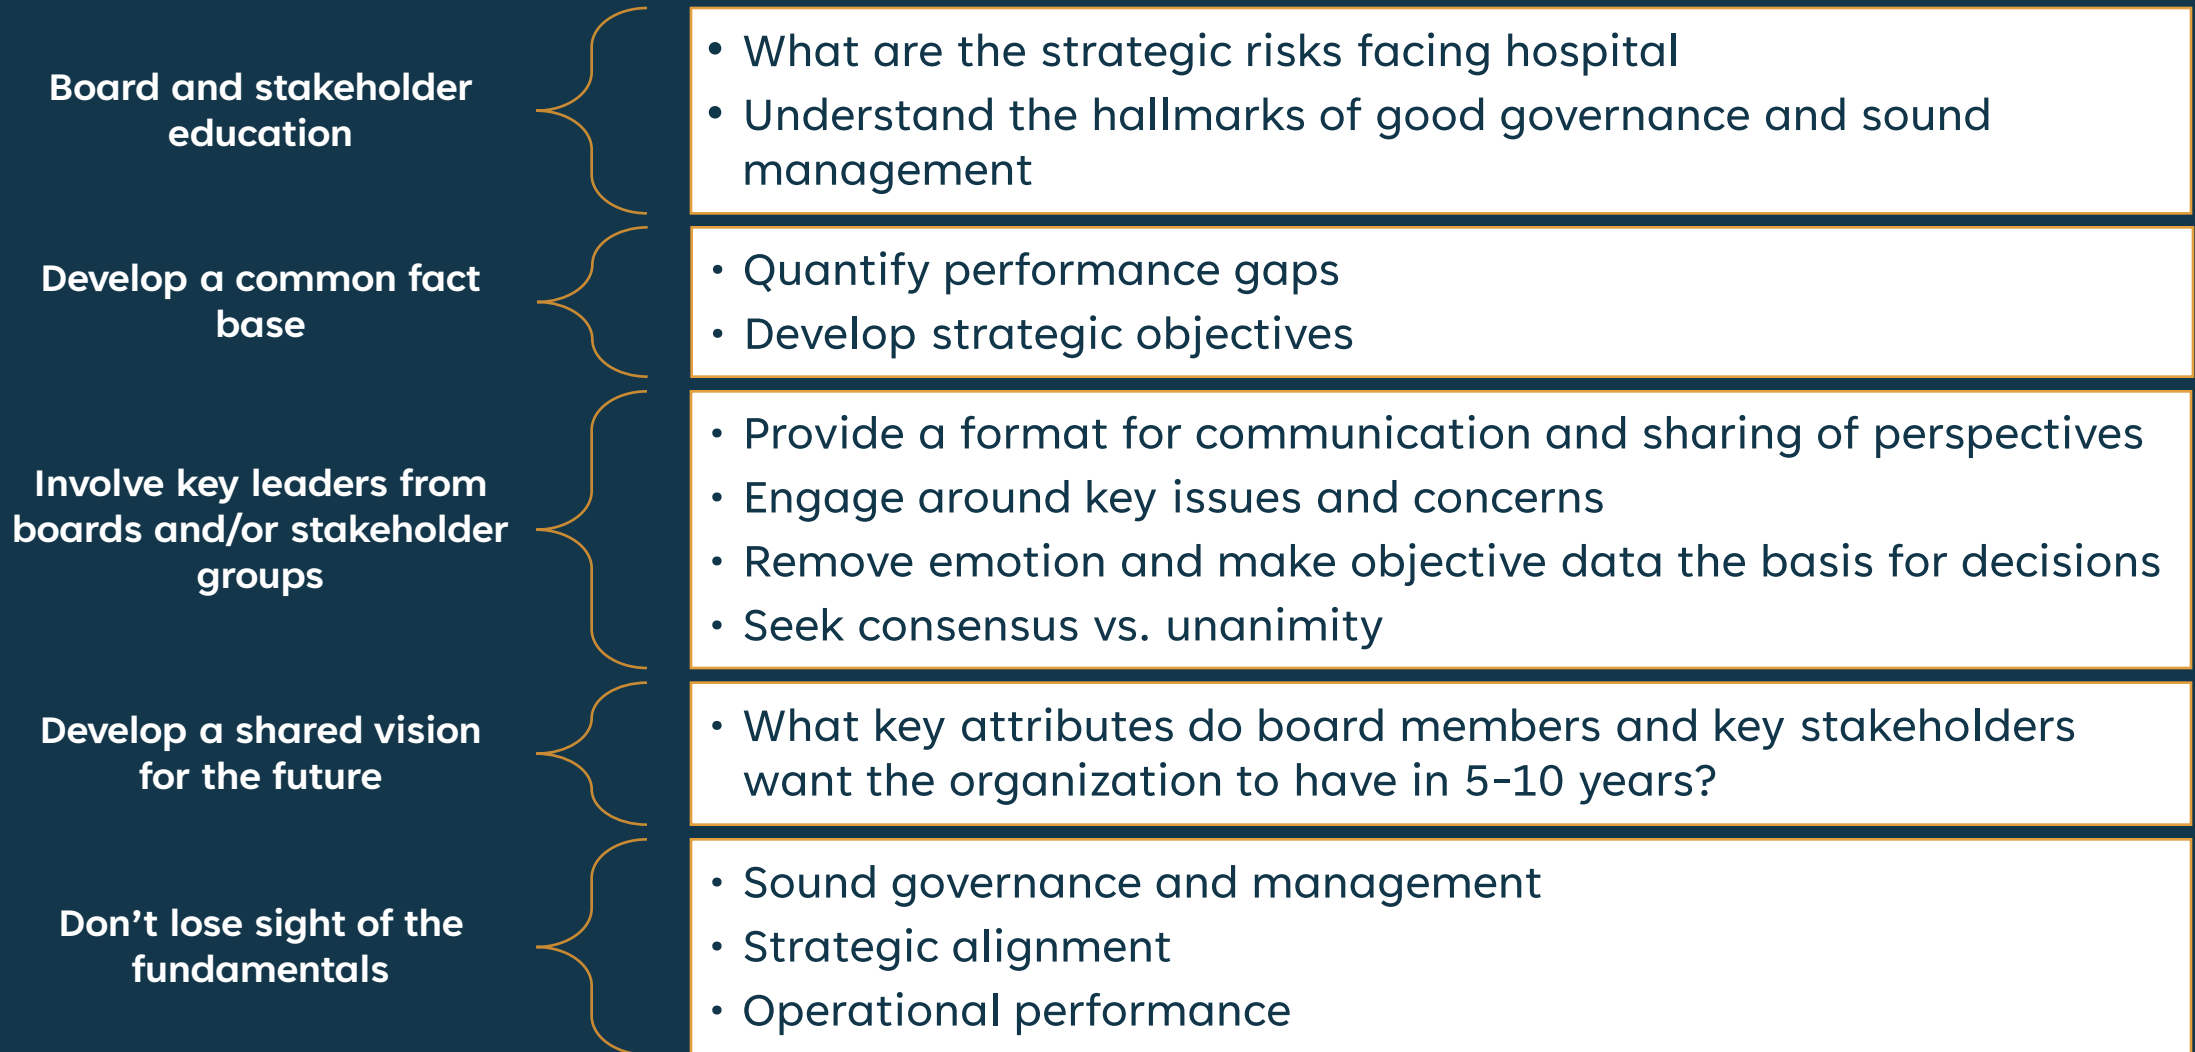 Board and stakeholder
education
• What are the strategic risks facing hospital
• Understand the hallmarks of good governance and sound
management
Develop a common fact
base
• Quantify performance gaps
• Develop strategic objectives
Involve key leaders from
boards and/or stakeholder
groups
• Provide a format for communication and sharing of perspectives
• Engage around key issues and concerns
• Remove emotion and make objective data the basis for decisions
• Seek consensus vs. unanimity
Develop a shared vision
for the future
• What key attributes do board members and key stakeholders
want the organization to have in 5-10 years?
Don't lose sight of the
fundamentals
• Sound governance and management
• Strategic alignment
• Operational performance